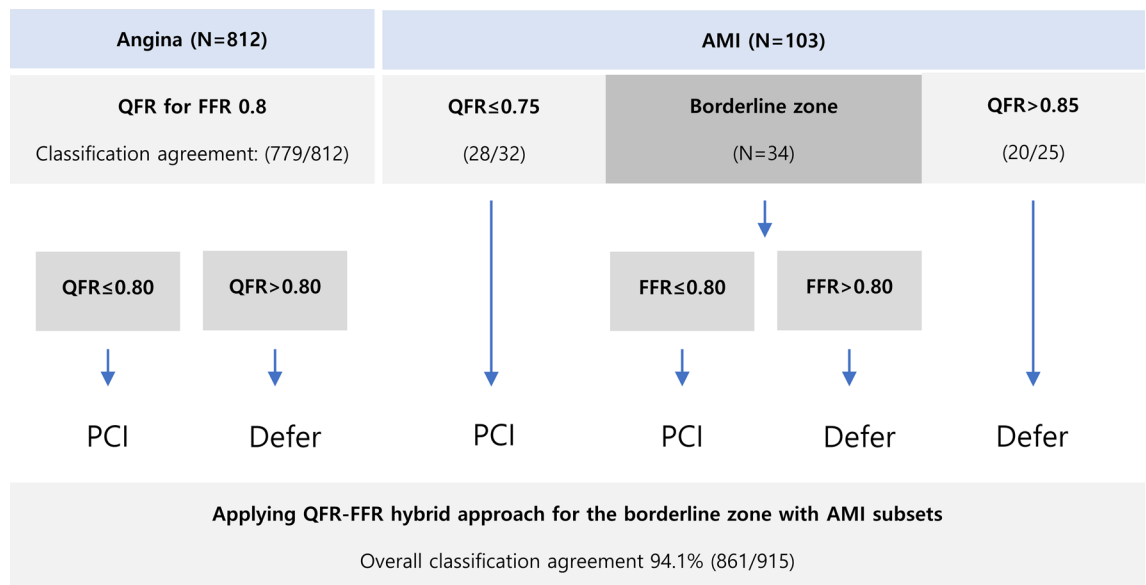 Angina (N=812)
AMI (N=103)
QFR for FFR 0.8
Classification agreement: (779/812)
QFR≤0.75
(28/32)
Borderline zone
(N=34)
QFR>0.85
(20/25)
QFR≤0.80
QFR>0.80
FFR≤0.80
FFR>0.80
PCI
Defer
PCI
PCI
Defer
Defer
Applying QFR-FFR hybrid approach for the borderline zone with AMI subsets
Overall classification agreement 94.1% (861/915)